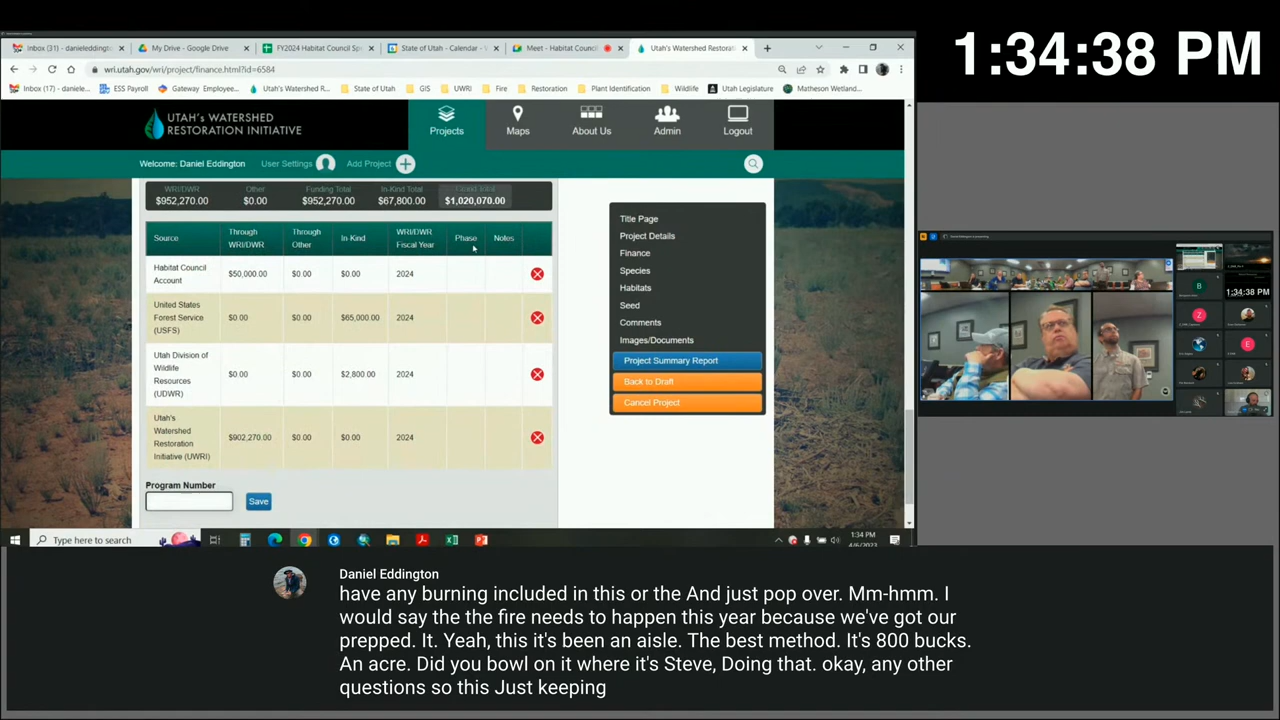 1:34:38 PM
Inbox (31) - danieleddington
My Drive - Google Drive
FY2024 Habitat Council Sp
State of Utah - Calendar - W
Meet - Habitat Council
Utah's Watershed Restorati
wri.utah.gov/wri/project/finance.html?id=6584
Inbox (17) - daniele...
ESS Payroll
Gateway Employee...
Utah's Watershed R...
State of Utah
GIS
UWRI
Fire
Restoration
Plant Identification
Wildlife
Utah Legislature
Matheson Wetland...
UTAH'S WATERSHED
RESTORATION INITIATIVE
Projects
Maps
About Us
Admin
Logout
Welcome: Daniel Eddington
User Settings
Add Project
WRI/DWR Other Funding Total In-Kind Total Grand Total
$952,270.00 $0.00 $952,270.00 $67,800.00 $1,020,070.00
Source
Through
WRI/DWR
Through
Other
In-Kind
WRI/DWR
Fiscal Year
Phase
Notes
Habitat Council
Account
$50,000.00 $0.00 $0.00 2024
United States
Forest Service
(USFS)
$0.00 $0.00 $65,000.00 2024
Utah Division of
Wildlife
Resources
(UDWR)
$0.00 $0.00 $2,800.00 2024
Utah's
Watershed
Restoration
Initiative (UWRI)
$902,270.00 $0.00 $0.00 2024
Program Number
Save
Title Page
Project Details
Finance
Species
Habitats
Seed
Comments
Images/Documents
Project Summary Report
Back to Draft
Cancel Project
1:34:38 PM
Type here to search
1:34 PM
4/6/2023
Daniel Eddington
have any burning included in this or the And just pop over. Mm-hmm. I
would say the the fire needs to happen this year because we've got our
prepped. It. Yeah, this it's been an aisle. The best method. It's 800 bucks.
An acre. Did you bowl on it where it's Steve, Doing that. okay, any other
questions so this Just keeping